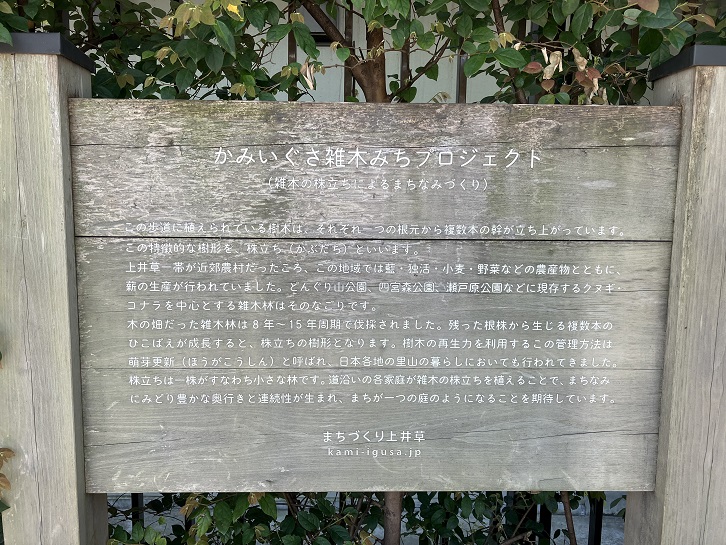 かみいぐさ雑木みちプロジェクト
（雑木の株立ちによるまちなみづくり）
この歩道に植えられている樹木は、それぞれ一つの根元から複数本の幹が立ち上がっています。
この特徴的な樹形を、株立ち（かぶだち）といいます。
上井草一帯が近郊農村だったころ、この地域では藍・独活・小麦・野菜などの農産物とともに、
薪の生産が行われていました。どんぐり山公園、四宮森公園、瀬戸原公園などに現存するクヌギ・
コナラを中心とする雑木林はそのなごりです。
木の畑だった雑木林は８年〜１５年周期で伐採されました。残った根株から生じる複数本の
ひこばえが成長すると、株立ちの樹形となります。樹木の再生力を利用するこの管理方法は
萌芽更新（ほうがこうしん）と呼ばれ、日本各地の里山の暮らしにおいても行われてきました。
株立ちは一株がすなわち小さな林です。道沿いの各家庭が雑木の株立ちを植えることで、まちなみ
にみどり豊かな奥行きと連続性が生まれ、まちが一つの庭のようになることを期待しています。
まちづくり上井草
kami-igusa.jp